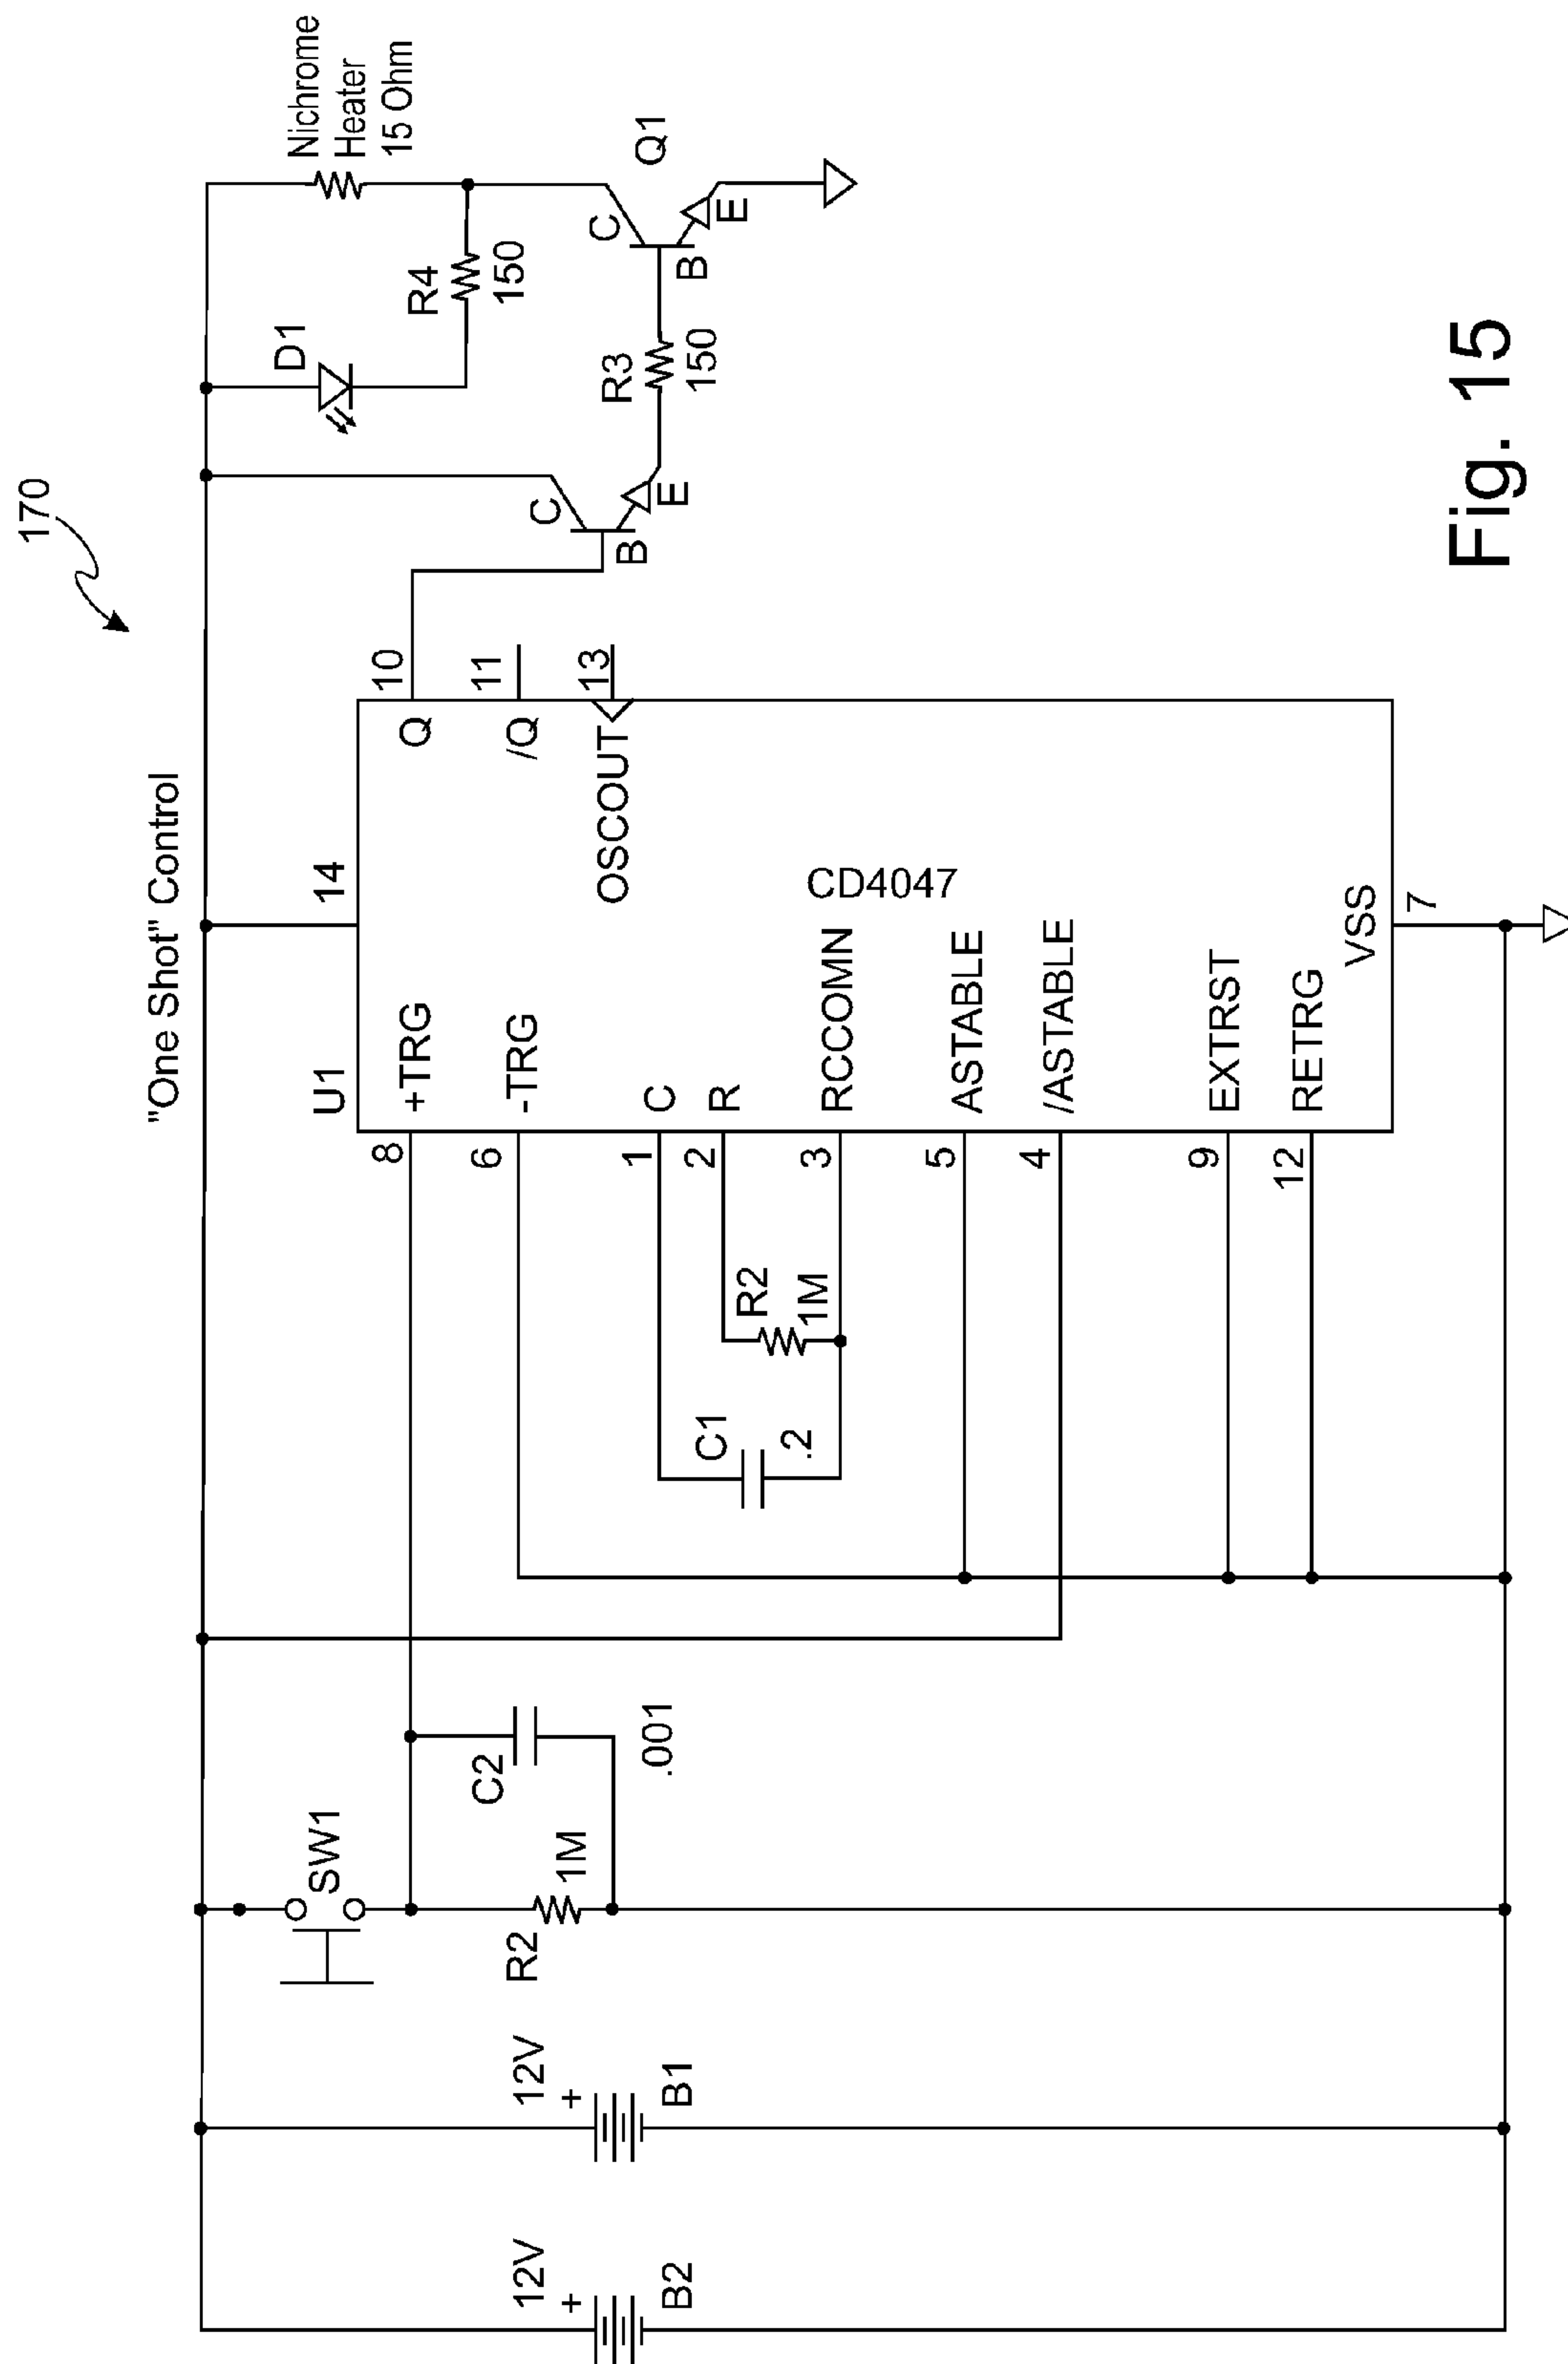 170
"One Shot" Control
12V
+
B2
12V
+
B1
SW1
R2
1M
C2
.001
C1
.2
R2
1M
U1
14
8
+TRG
6
-TRG
1
C
2
R
3
RCCOMN
5
ASTABLE
4
/ASTABLE
9
EXTRST
12
RETRG
CD4047
VSS
7
Q
10
/Q
11
OSCOUT
13
C
B
E
R3
150
D1
R4
150
Nichrome
Heater
15 Ohm
C
B
E
Q1
Fig. 15